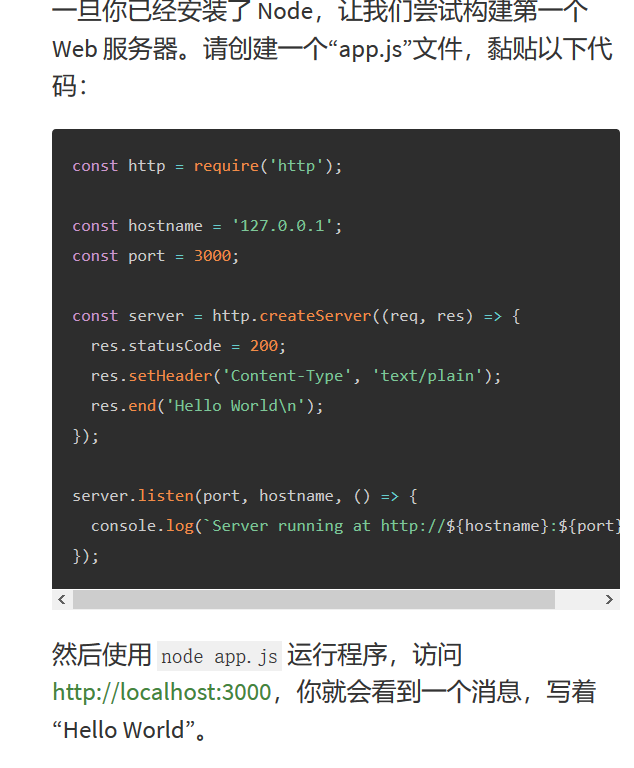 一旦你已经安装了 Node，让我们尝试构建第一个
Web 服务器。请创建一个“app.js”文件，黏贴以下代
码：
const http = require('http');
const hostname = '127.0.0.1';
const port = 3000;
const server = http.createServer((req, res) => {
  res.statusCode = 200;
  res.setHeader('Content-Type', 'text/plain');
  res.end('Hello World\n');
});
server.listen(port, hostname, () => {
  console.log(`Server running at http://${hostname}:${port}
});
然后使用 node app.js 运行程序，访问
http://localhost:3000，你就会看到一个消息，写着
“Hello World”。